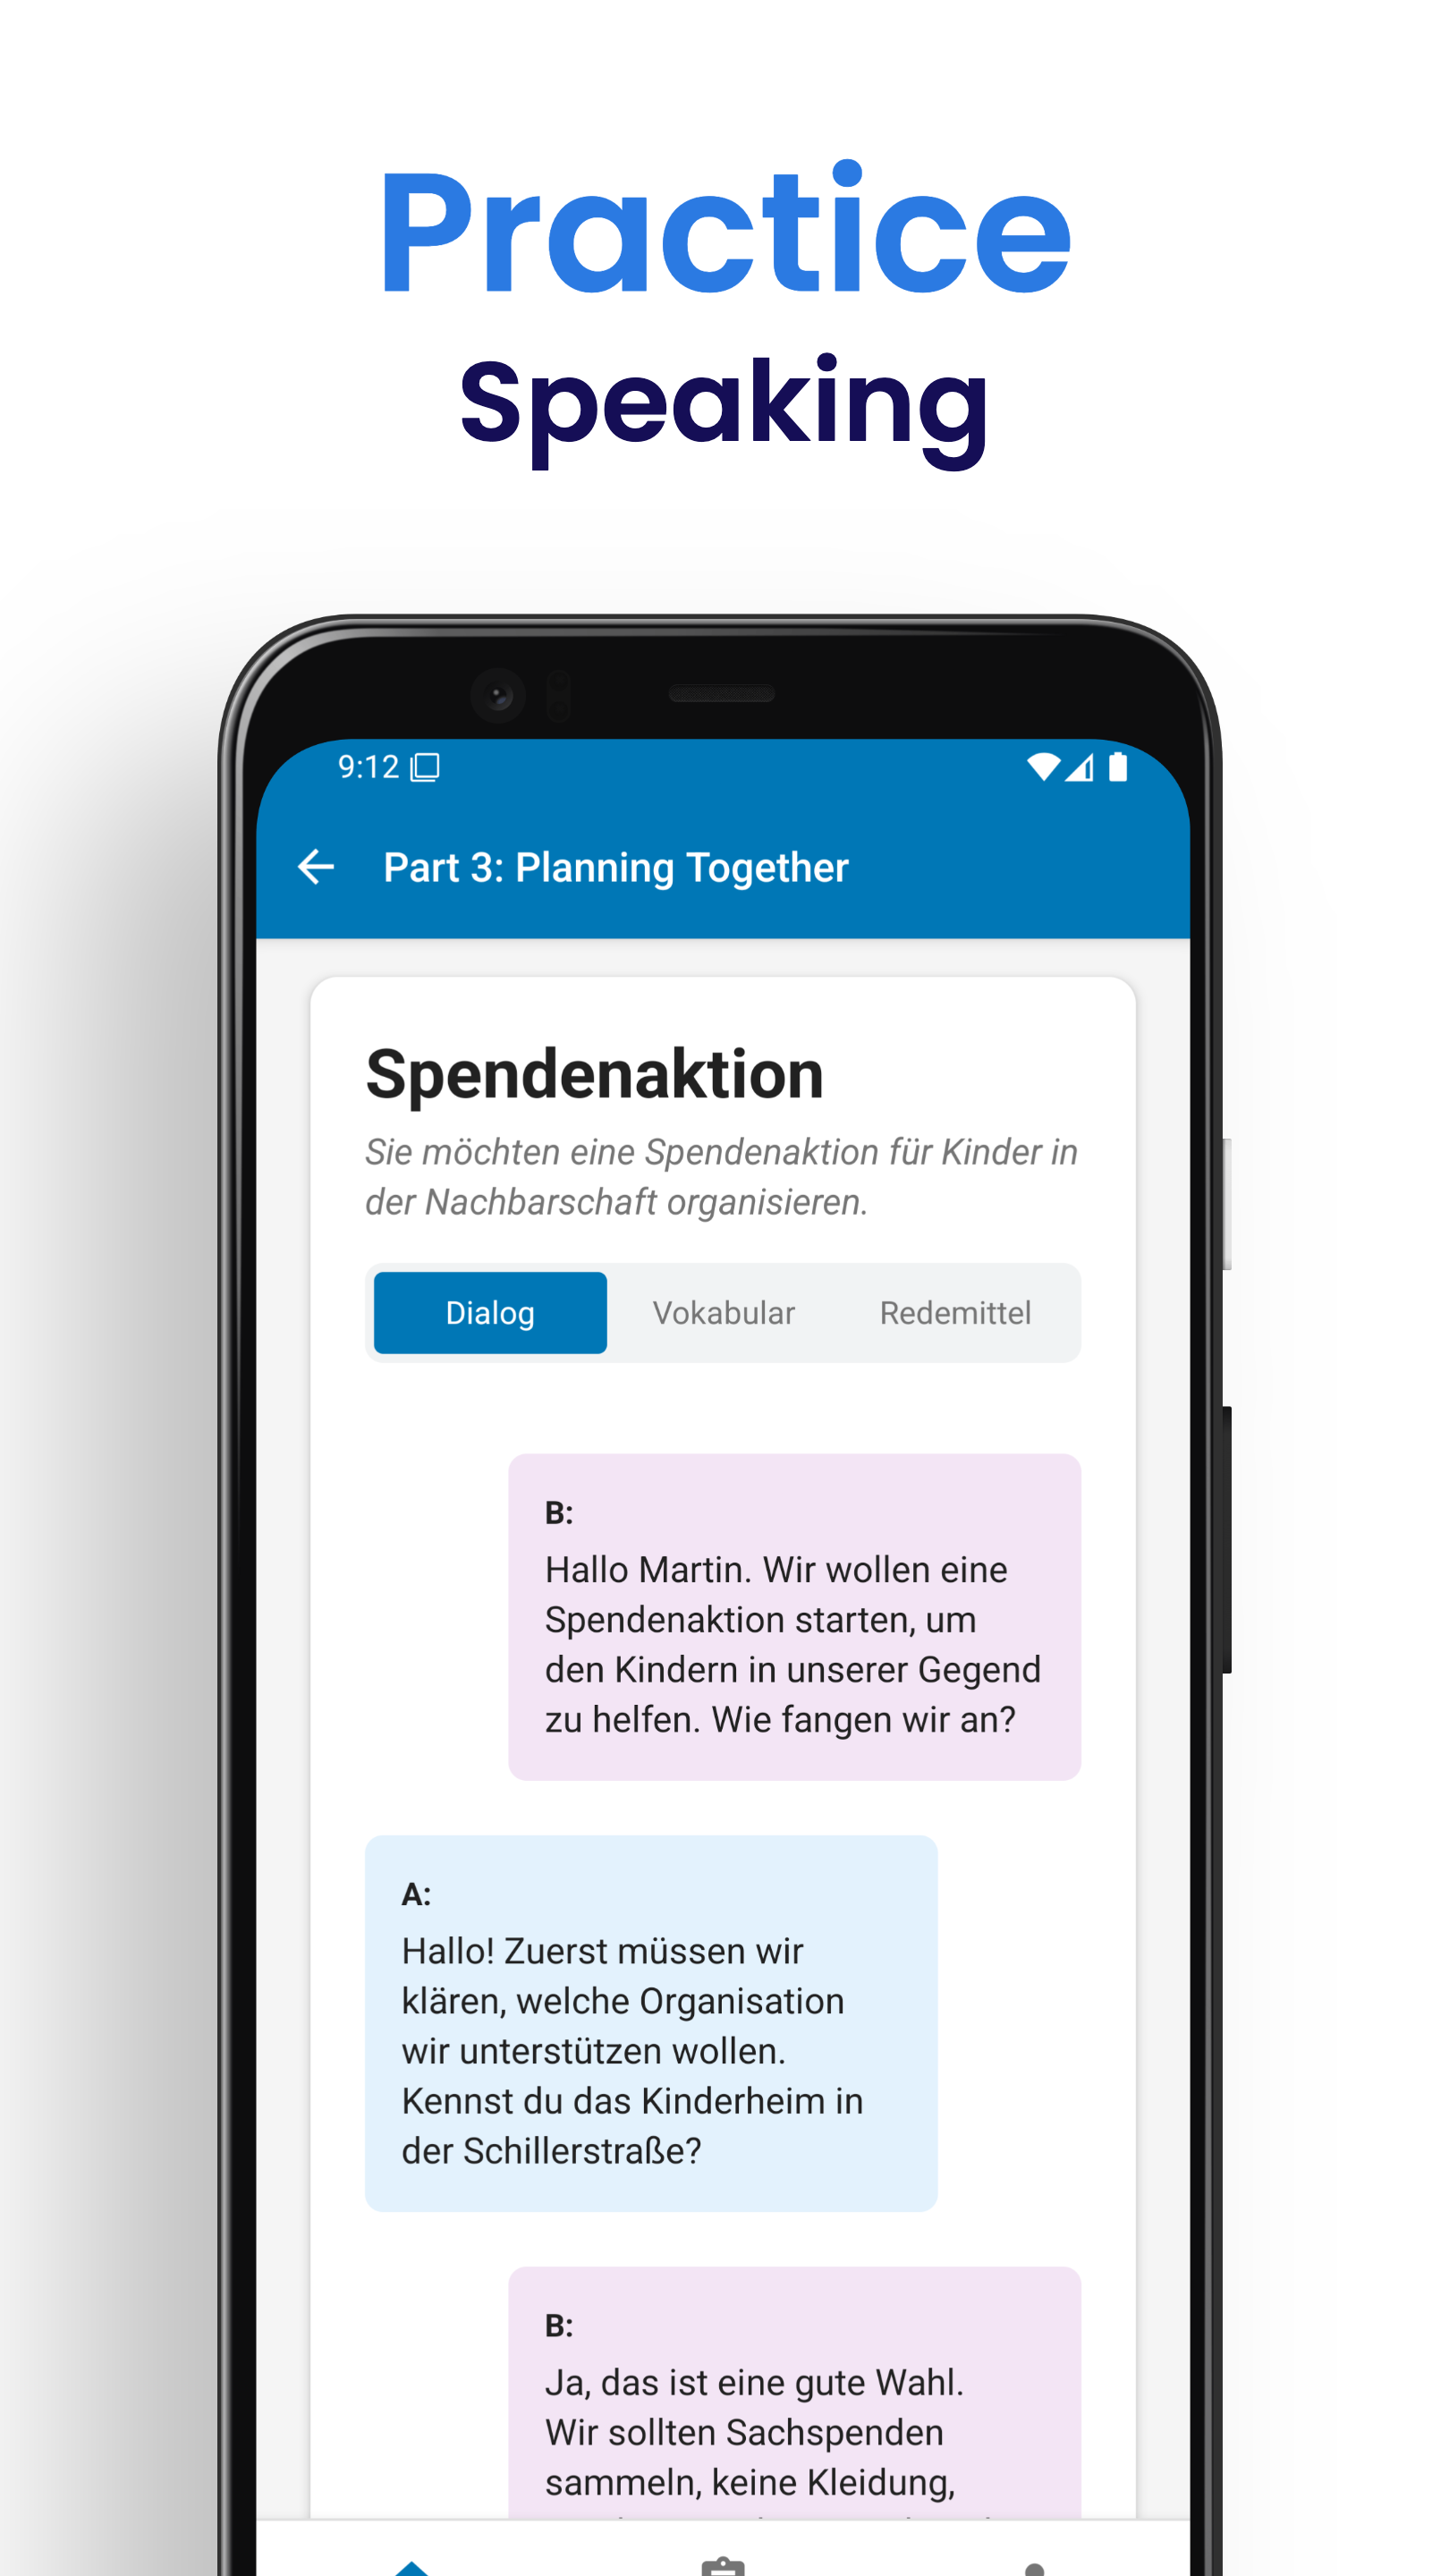 Practice
Speaking
9:12
Part 3: Planning Together
Spendenaktion
Sie möchten eine Spendenaktion für Kinder in
der Nachbarschaft organisieren.
Dialog Vokabular Redemittel
B:
Hallo Martin. Wir wollen eine
Spendenaktion starten, um
den Kindern in unserer Gegend
zu helfen. Wie fangen wir an?
A:
Hallo! Zuerst müssen wir
klären, welche Organisation
wir unterstützen wollen.
Kennst du das Kinderheim in
der Schillerstraße?
B:
Ja, das ist eine gute Wahl.
Wir sollten Sachspenden
sammeln, keine Kleidung,